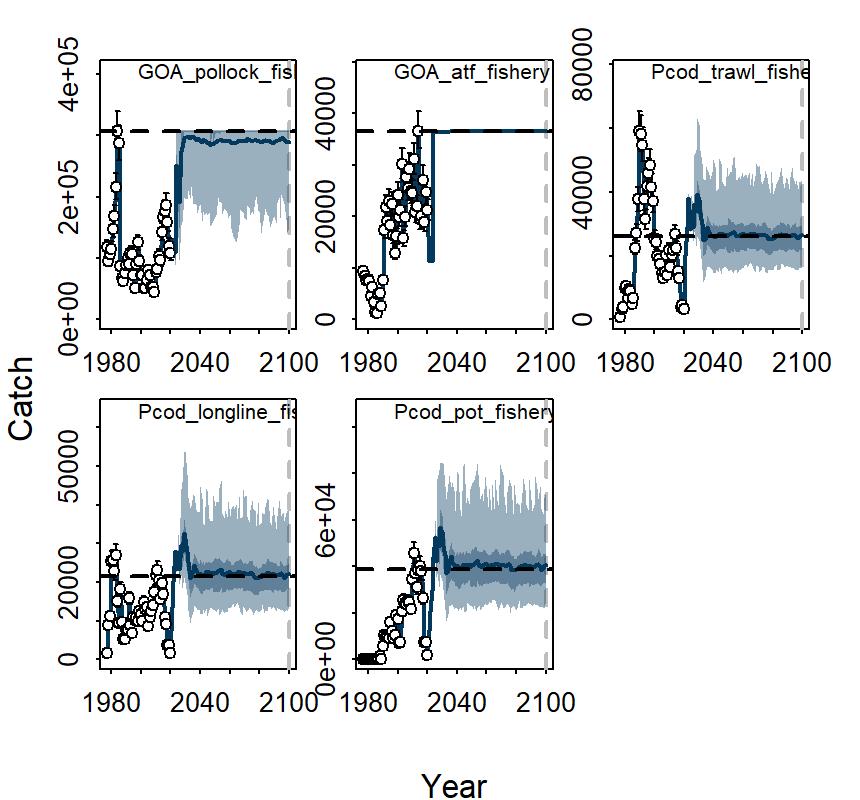 GOA_pollock_fisl
GOA_atf_fishery
Pcod_trawl_fishe
0e+00 2e+05 4e+05
0 20000 40000
0 40000 80000
1980 2040 2100
1980 2040 2100
1980 2040 2100
Pcod_longline_fis
Pcod_pot_fishery
0 20000 50000
0e+00 6e+04
1980 2040 2100
1980 2040 2100
Catch
Year